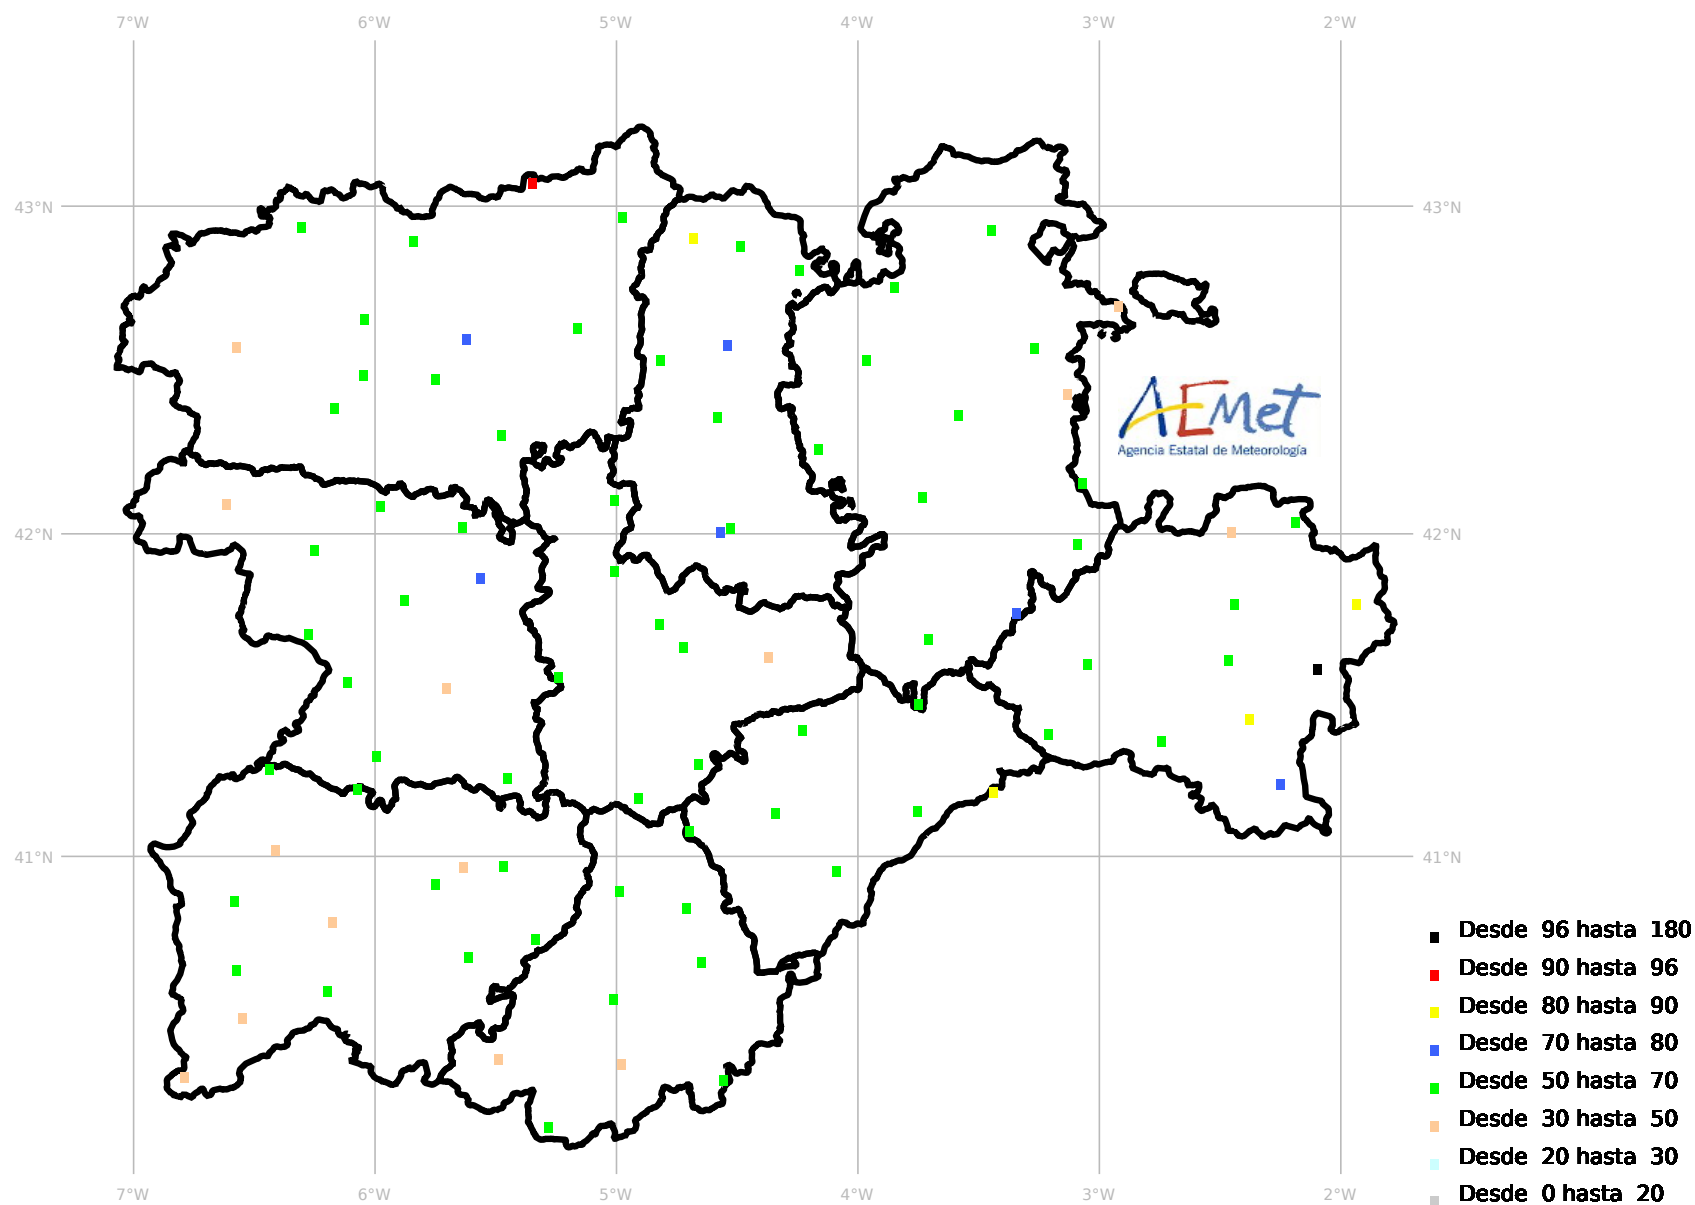 7°W 6°W 5°W 4°W 3°W 2°W
43°N 43°N
AEMet
Agencia Estatal de Meteorología
42°N 42°N
41°N 41°N
Desde 96 hasta 180
Desde 90 hasta 96
Desde 80 hasta 90
Desde 70 hasta 80
Desde 50 hasta 70
Desde 30 hasta 50
Desde 20 hasta 30
Desde 0 hasta 20
7°W 6°W 5°W 4°W 3°W 2°W